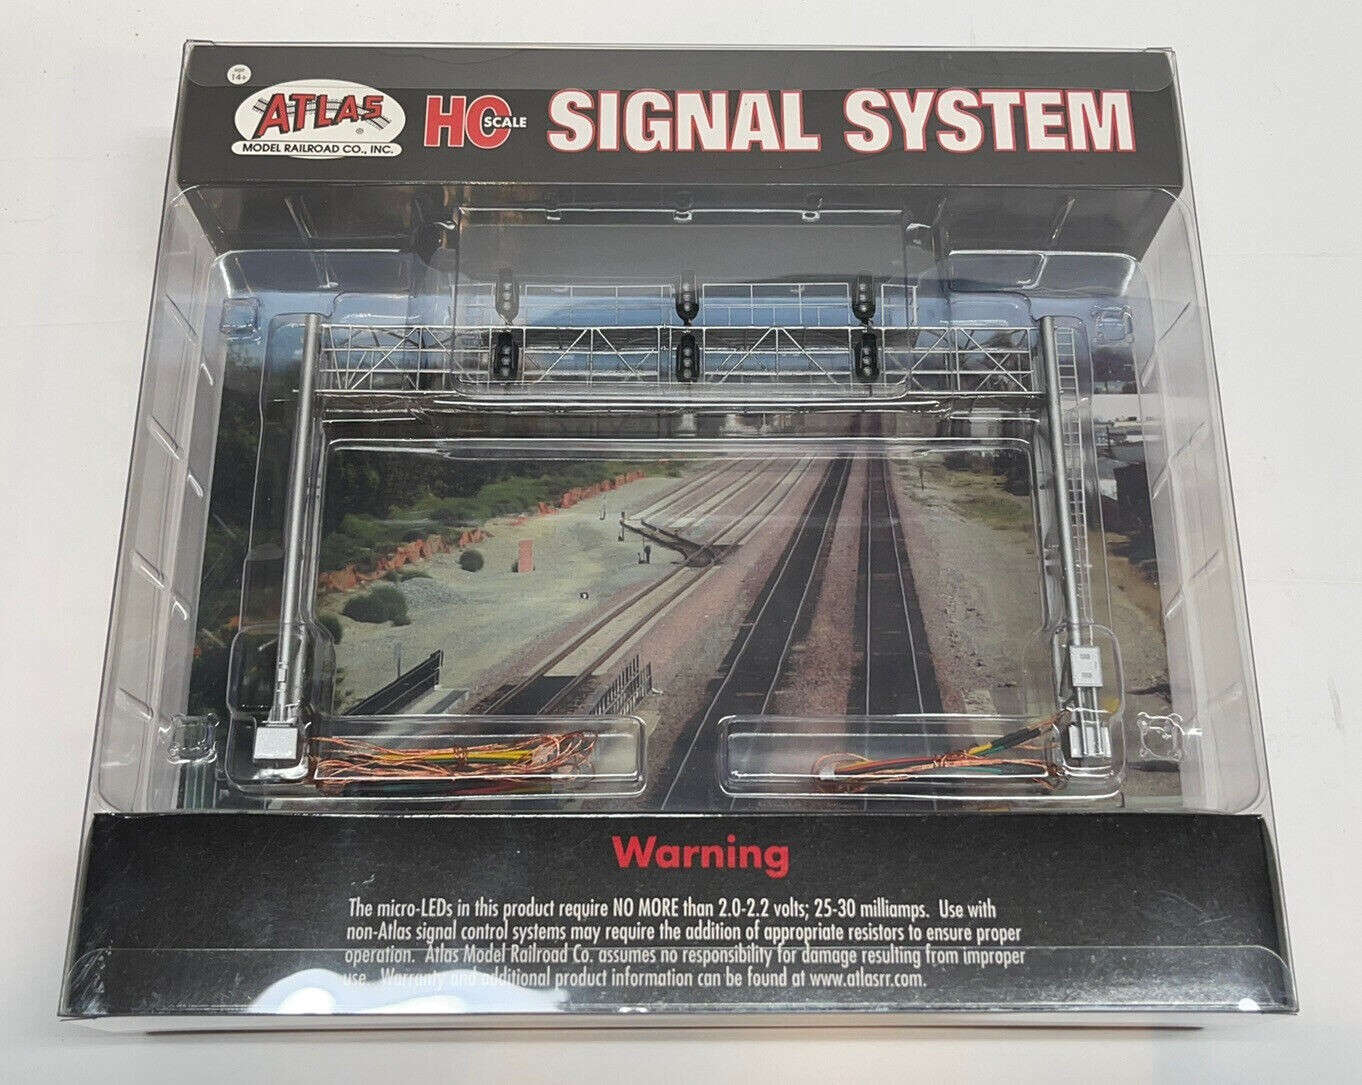 age
14+
ATLAS
®
MODEL RAILROAD CO., INC.
HO SCALE
SIGNAL SYSTEM
Warning
The micro-LEDs in this product require NO MORE than 2.0-2.2 volts; 25-30 milliamps. Use with
non-Atlas signal control systems may require the addition of appropriate resistors to ensure proper
operation. Atlas Model Railroad Co. assumes no responsibility for damage resulting from improper
use. Warranty and additional product information can be found at www.atlasrr.com.